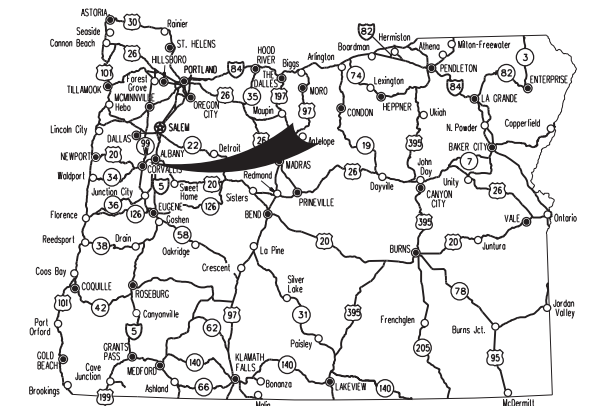 ASTORIA
30
Rainier
Seaside
Cannon Beach
26
ST. HELENS
HILLSBORO
PORTLAND
84
HOOD
RIVER
THE
DALLES
Biggs
Arlington
Boardman
82
Hermiston
Athena
Milton-Freewater
3
PENDLETON
82
ENTERPRISE
84
LA GRANDE
101
TILLAMOOK
Forest
Grove
MCMINNVILLE
Hebo
OREGON
CITY
26
35
197
MORO
97
Maupin
74
Lexington
HEPPNER
CONDON
Ukiah
N. Powder
Copperfield
Lincoln City
DALLAS
99
SALEM
22
Detroit
26
Antelope
19
395
BAKER CITY
NEWPORT
20
ALBANY
CORVALLIS
MADRAS
John
Day
7
Waldport
34
Junction City
5
Sweet
Home
20
Redmond
PRINEVILLE
26
Dayville
CANYON
CITY
Unity
26
36
126
EUGENE
Goshen
126
Sisters
BEND
Florence
VALE
Ontario
395
Reedsport
38
Drain
58
Oakridge
La Pine
20
BURNS
20
Juntura
Crescent
Coos Bay
COQUILLE
ROSEBURG
Silver
Lake
78
101
42
Canyonville
97
31
395
Jordan
Valley
Port
Orford
5
62
Frenchglen
Burns Jct.
Paisley
GOLD
BEACH
GRANTS
PASS
205
95
Cave
Junction
MEDFORD
140
KLAMATH
FALLS
140
Brookings
199
Ashland
66
Bonanza
LAKEVIEW
140
McDermitt
Malin